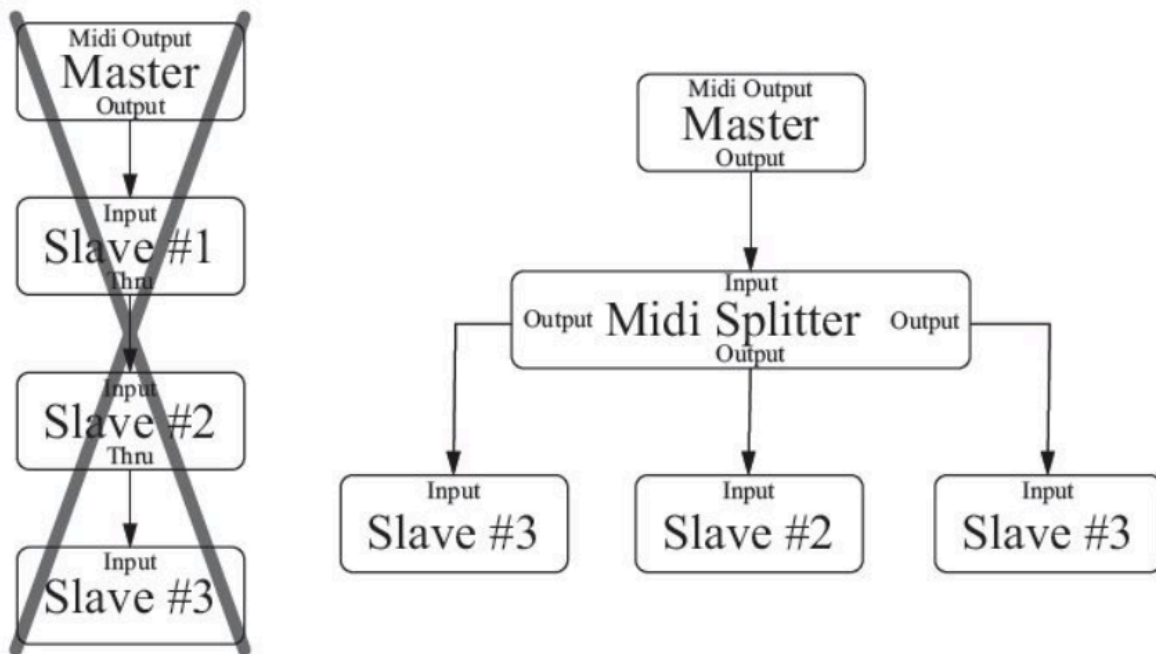 Midi Output
Master
Output
Input
Slave #1
Thru
Input
Slave #2
Thru
Input
Slave #3
Midi Output
Master
Output
Input
Output Midi Splitter Output
Output
Input
Slave #3
Input
Slave #2
Input
Slave #3